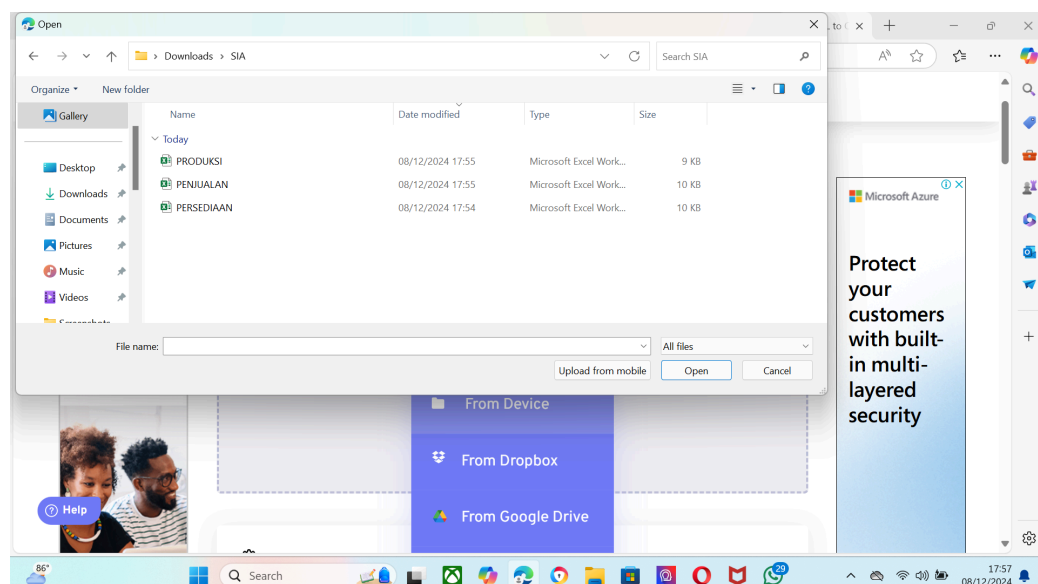 Open
to
Downloads > SIA
Search SIA
Organize
New folder
Gallery
Name
Date modified
Type
Size
Today
PRODUKSI
08/12/2024 17:55
Microsoft Excel Work...
9 KB
PENJUALAN
08/12/2024 17:55
Microsoft Excel Work...
10 KB
PERSEDIAAN
08/12/2024 17:54
Microsoft Excel Work...
10 KB
Desktop
Downloads
Documents
Pictures
Music
Videos
File name:
All files
Upload from mobile
Open
Cancel
Microsoft Azure
Protect
your
customers
with built-
in multi-
layered
security
From Device
From Dropbox
From Google Drive
Help
86°
Search
29
17:57
08/12/2024